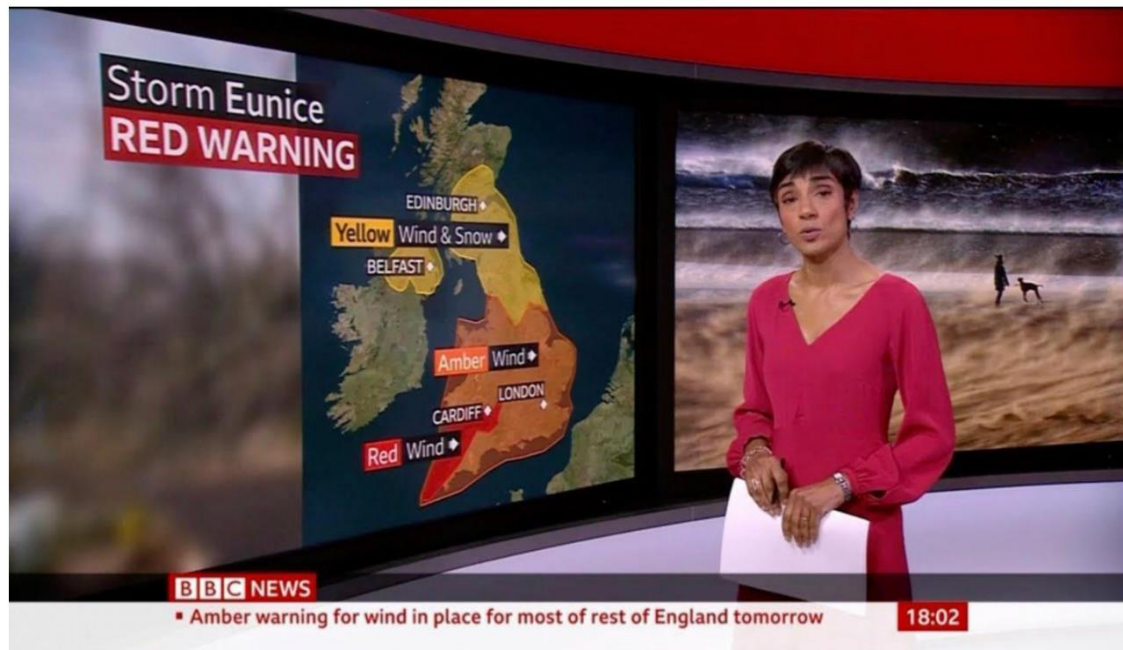 Storm Eunice
RED WARNING
EDINBURGH
Yellow Wind & Snow
BELFAST
Amber Wind
LONDON
CARDIFF
Red Wind
BBC NEWS
Amber warning for wind in place for most of rest of England tomorrow
18:02